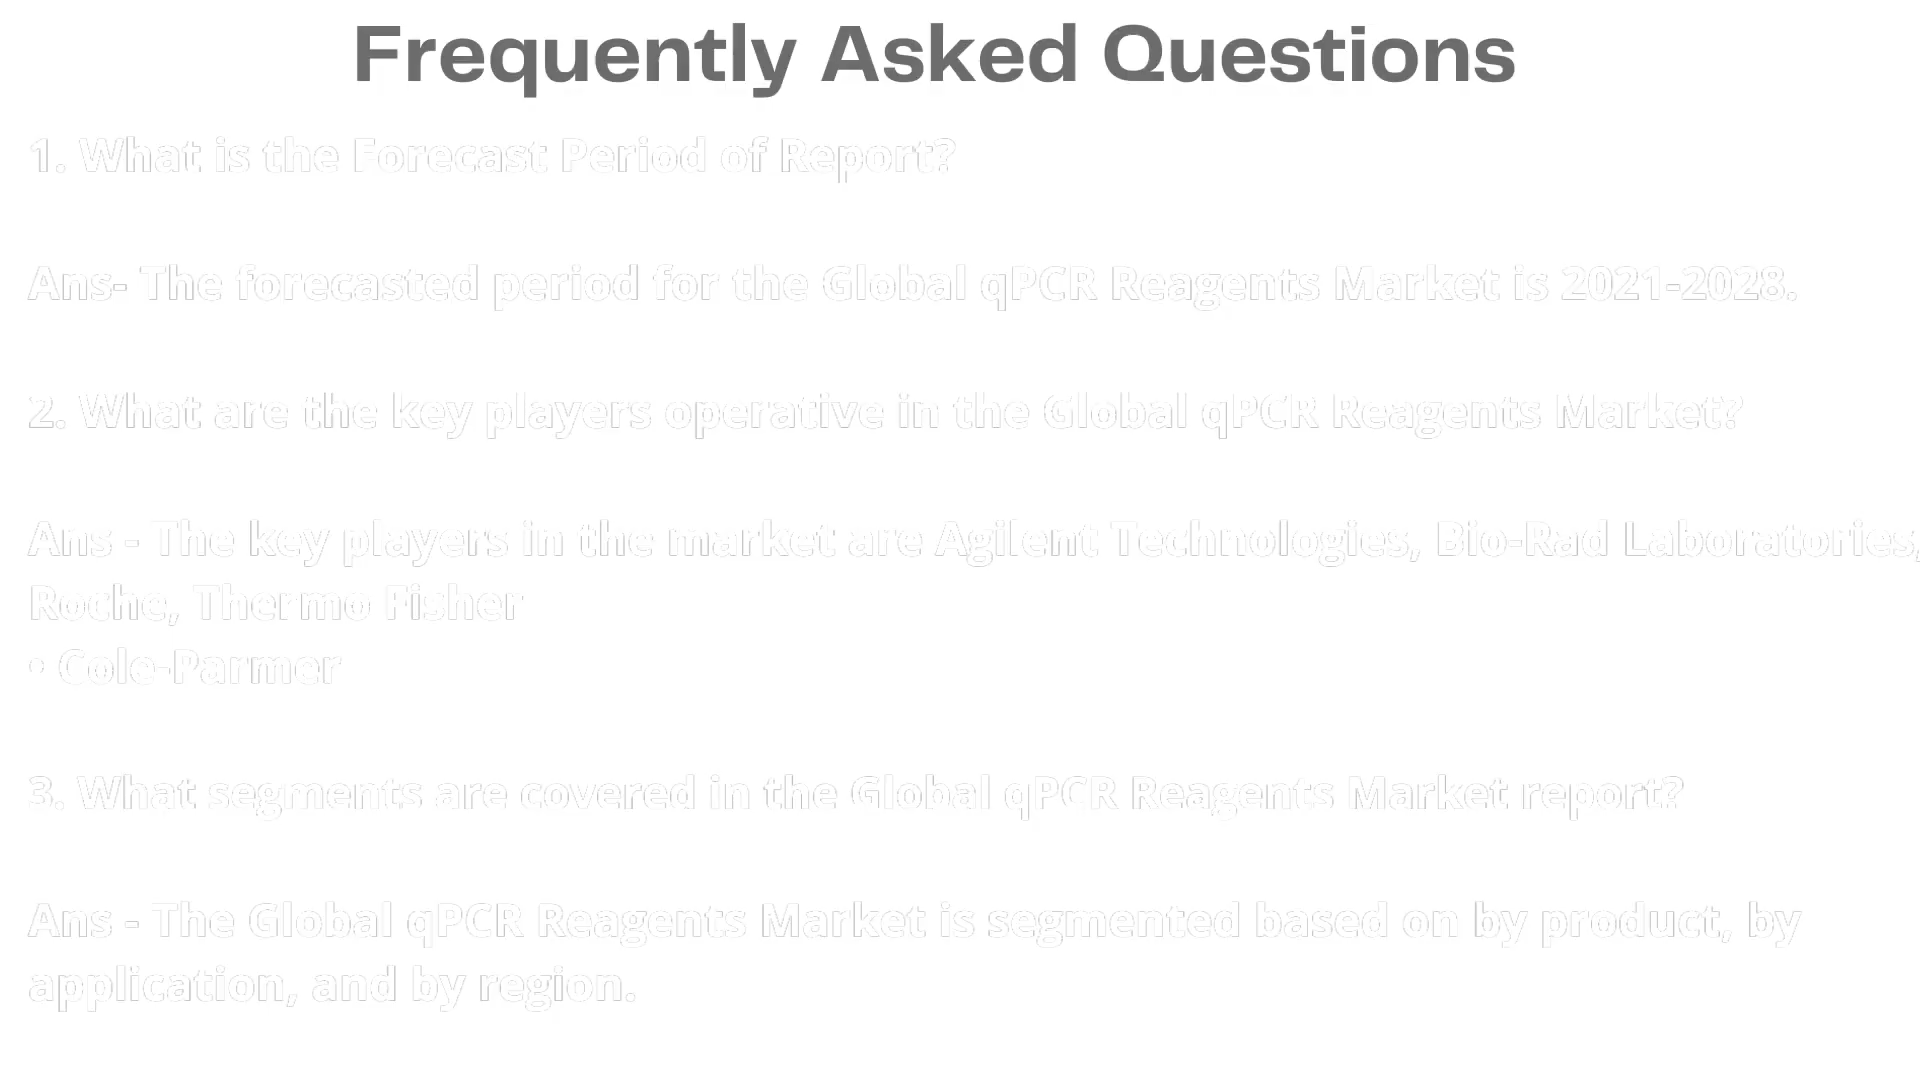 Frequently Asked Questions
1. What is the Forecast Period of Report?
Ans- The forecasted period for the Global qPCR Reagents Market is 2021-2028.
2. What are the key players operative in the Global qPCR Reagents Market?
Ans - The key players in the market are Agilent Technologies, Bio-Rad Laboratories,
Roche, Thermo Fisher
• Cole-Parmer
3. What segments are covered in the Global qPCR Reagents Market report?
Ans - The Global qPCR Reagents Market is segmented based on by product, by
application, and by region.